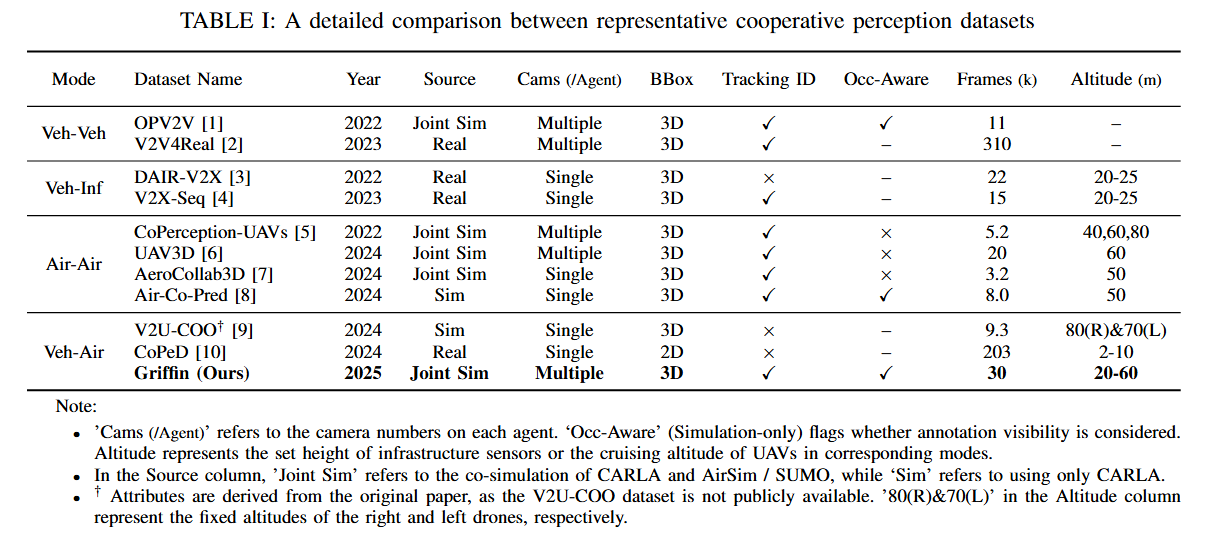 TABLE I: A detailed comparison between representative cooperative perception datasets
Mode Dataset Name Year Source Cams (/Agent) BBox Tracking ID Occ-Aware Frames (k) Altitude (m)
Veh-Veh
OPV2V [1] 2022 Joint Sim Multiple 3D ✓ ✓ 11 –
V2V4Real [2] 2023 Real Multiple 3D ✓ – 310 –
Veh-Inf
DAIR-V2X [3] 2022 Real Single 3D × – 22 20-25
V2X-Seq [4] 2023 Real Single 3D ✓ – 15 20-25
Air-Air
CoPerception-UAVs [5] 2022 Joint Sim Multiple 3D ✓ × 5.2 40,60,80
UAV3D [6] 2024 Joint Sim Multiple 3D ✓ × 20 60
AeroCollab3D [7] 2024 Joint Sim Single 3D ✓ × 3.2 50
Air-Co-Pred [8] 2024 Sim Single 3D ✓ ✓ 8.0 50
Veh-Air
V2U-COO† [9] 2024 Sim Single 3D × – 9.3 80(R)&70(L)
CoPeD [10] 2024 Real Single 2D × – 203 2-10
Griffin (Ours) 2025 Joint Sim Multiple 3D ✓ ✓ 30 20-60
Note:
• 'Cams (/Agent)' refers to the camera numbers on each agent. 'Occ-Aware' (Simulation-only) flags whether annotation visibility is considered.
Altitude represents the set height of infrastructure sensors or the cruising altitude of UAVs in corresponding modes.
• In the Source column, 'Joint Sim' refers to the co-simulation of CARLA and AirSim / SUMO, while 'Sim' refers to using only CARLA.
• † Attributes are derived from the original paper, as the V2U-COO dataset is not publicly available. '80(R)&70(L)' in the Altitude column
represent the fixed altitudes of the right and left drones, respectively.